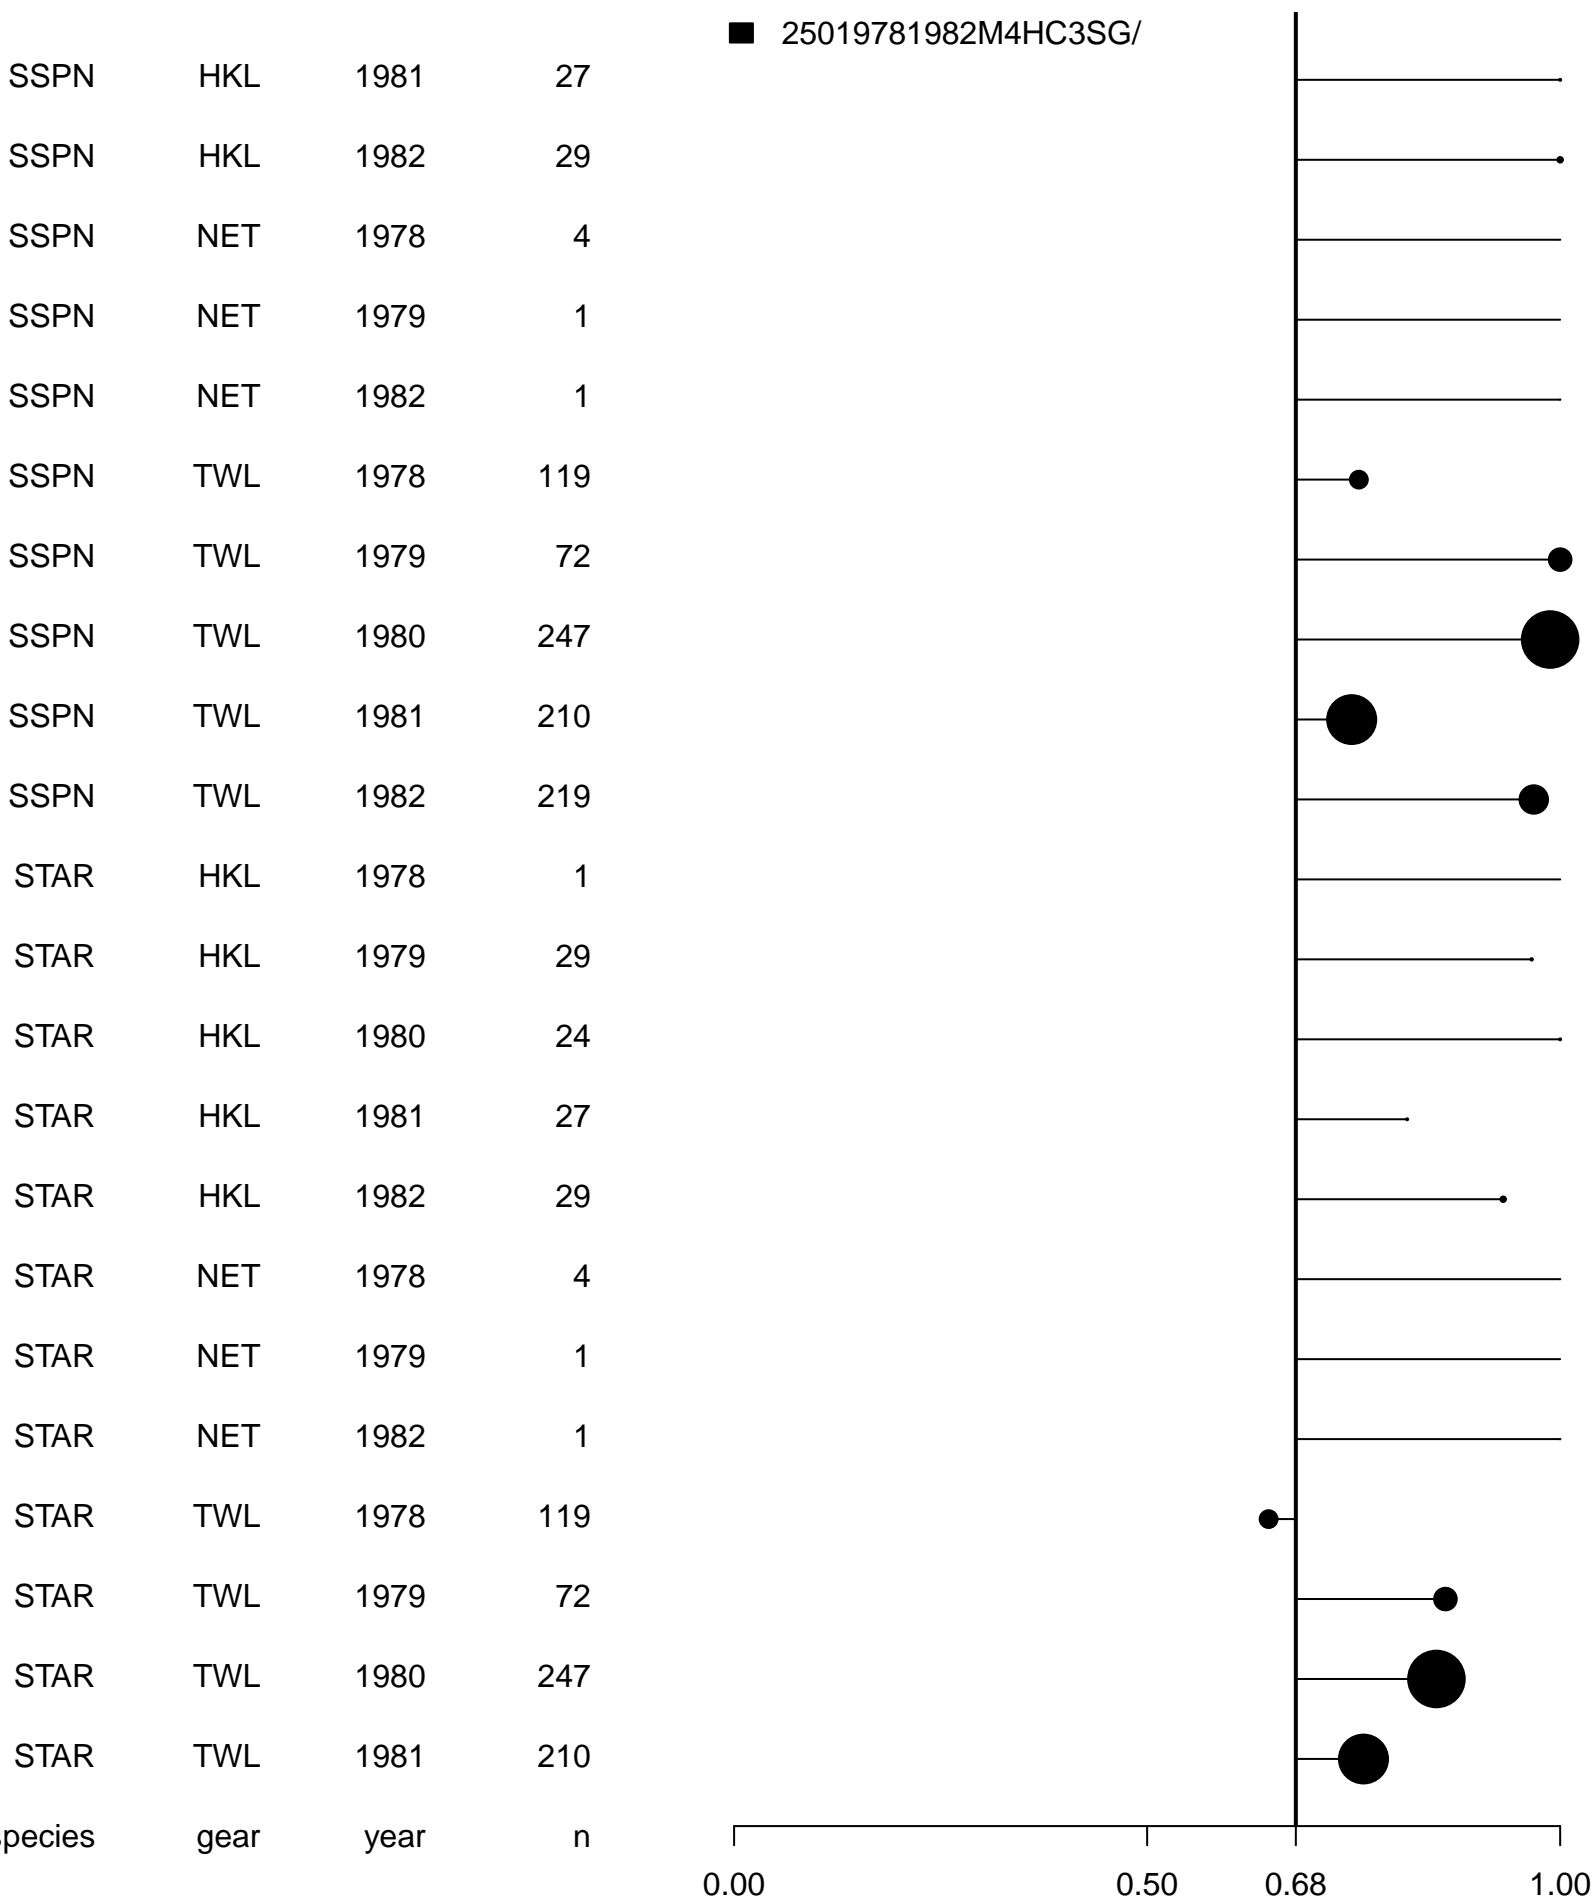 25019781982M4HC3SG/
SSPN HKL 1981 27
SSPN HKL 1982 29
SSPN NET 1978 4
SSPN NET 1979 1
SSPN NET 1982 1
SSPN TWL 1978 119
SSPN TWL 1979 72
SSPN TWL 1980 247
SSPN TWL 1981 210
SSPN TWL 1982 219
STAR HKL 1978 1
STAR HKL 1979 29
STAR HKL 1980 24
STAR HKL 1981 27
STAR HKL 1982 29
STAR NET 1978 4
STAR NET 1979 1
STAR NET 1982 1
STAR TWL 1978 119
STAR TWL 1979 72
STAR TWL 1980 247
STAR TWL 1981 210
pecies gear year n
0.00 0.50 0.68 1.00